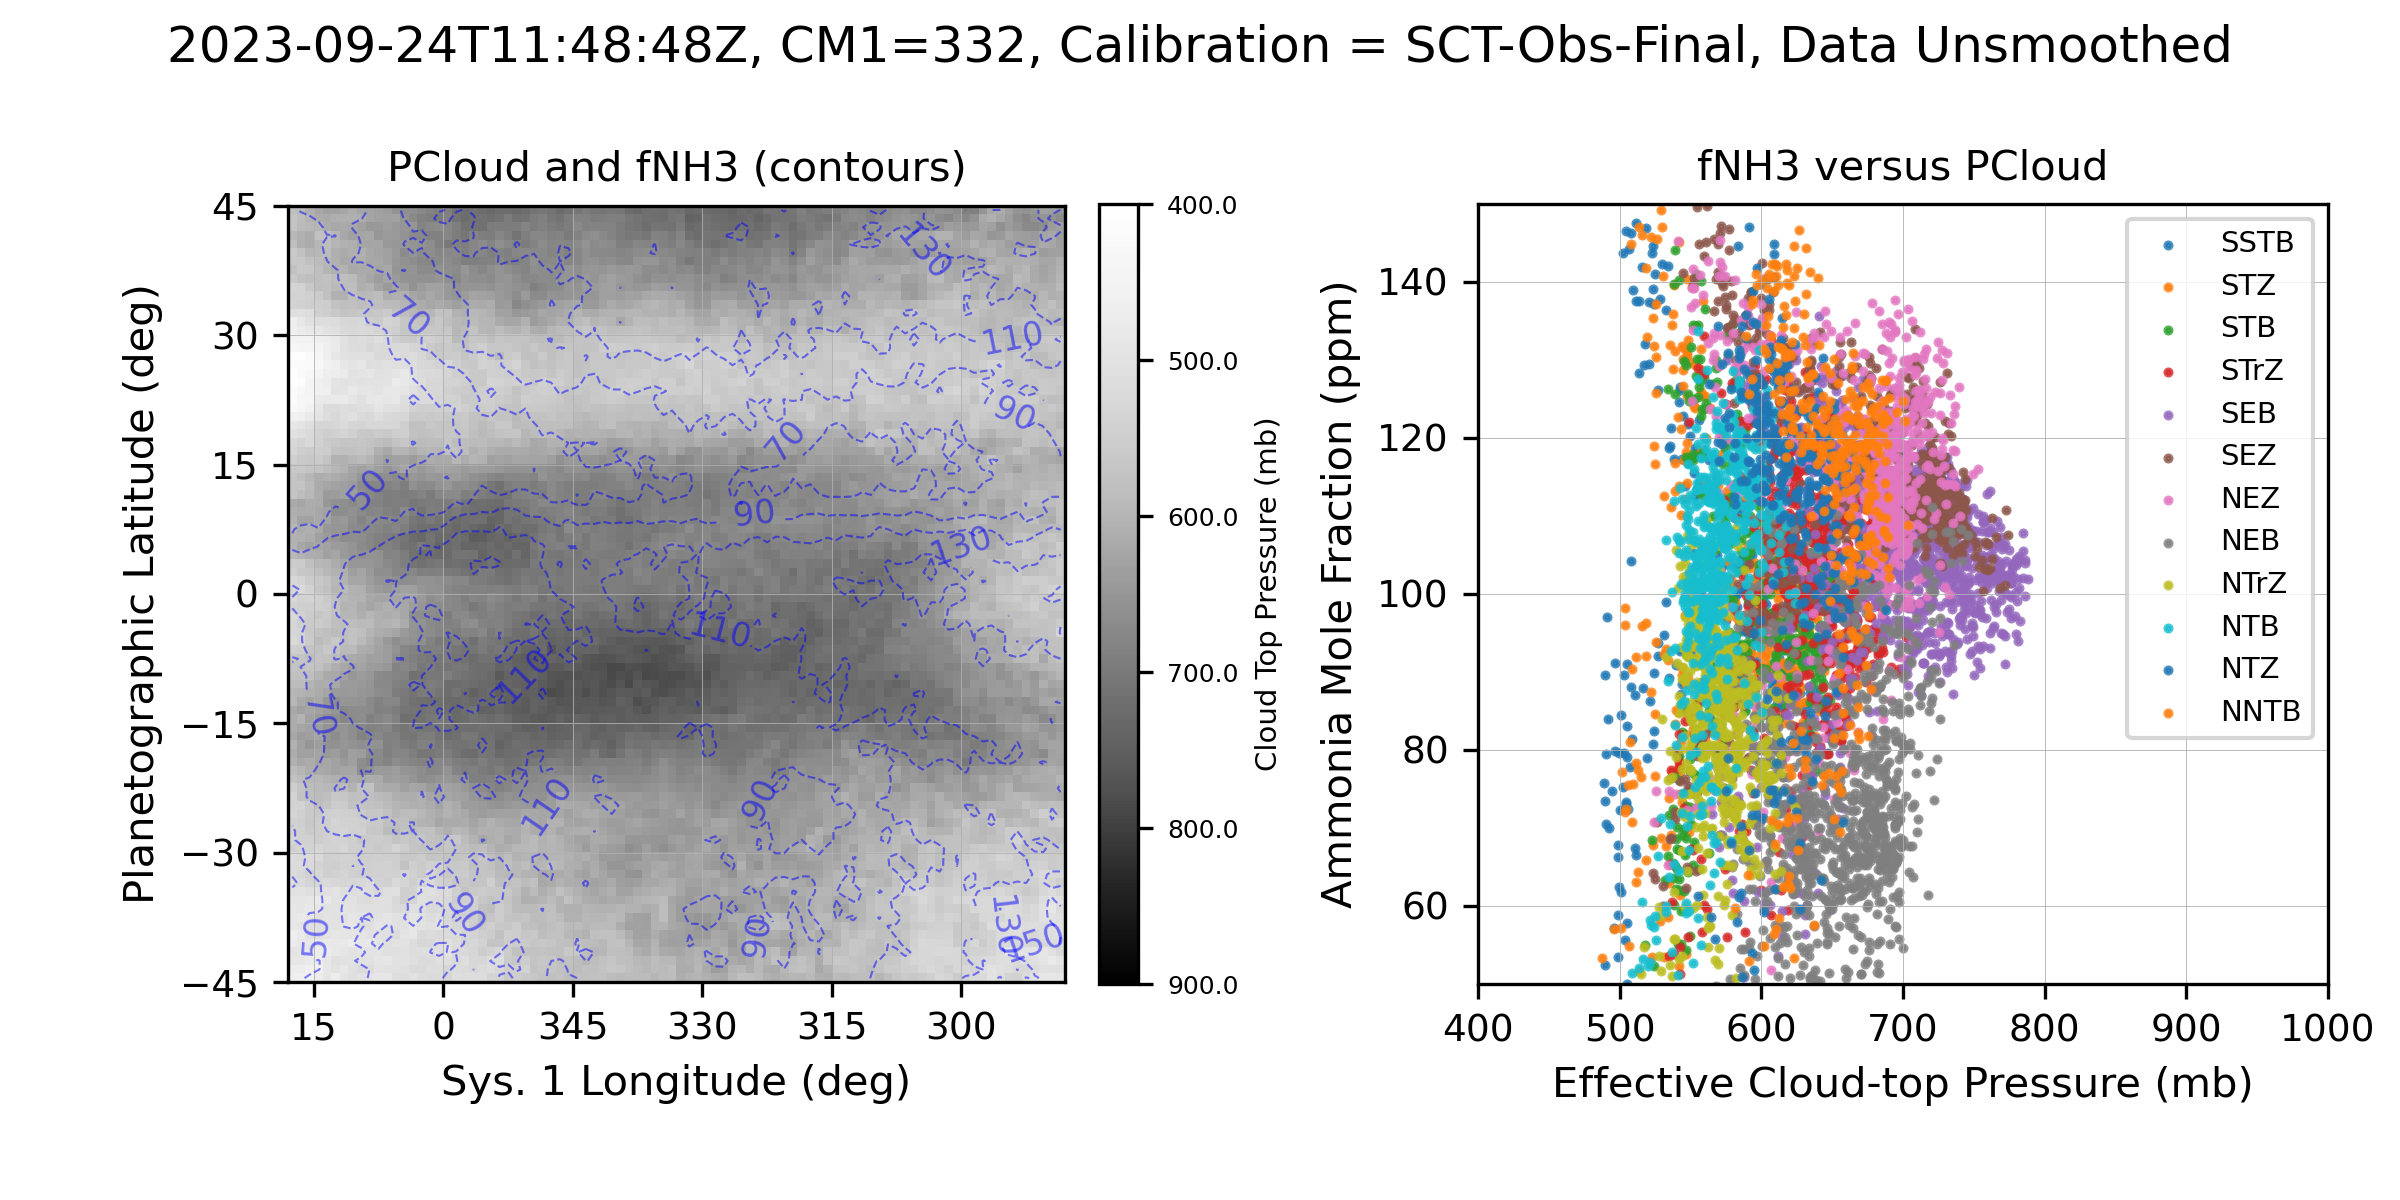 2023-09-24T11:48:48Z, CM1=332, Calibration = SCT-Obs-Final, Data Unsmoothed
PCloud and fNH3 (contours)
Planetographic Latitude (deg)
45
30
15
0
−15
−30
−45
15
0
345
330
315
300
Sys. 1 Longitude (deg)
130
70
110
90
70
50
90
130
110
110
70
110
90
90
50
90
130
50
400.0
500.0
600.0
700.0
800.0
900.0
Cloud Top Pressure (mb)
fNH3 versus PCloud
Ammonia Mole Fraction (ppm)
140
120
100
80
60
400
500
600
700
800
900
1000
Effective Cloud-top Pressure (mb)
SSTB
STZ
STB
STrZ
SEB
SEZ
NEZ
NEB
NTrZ
NTB
NTZ
NNTB